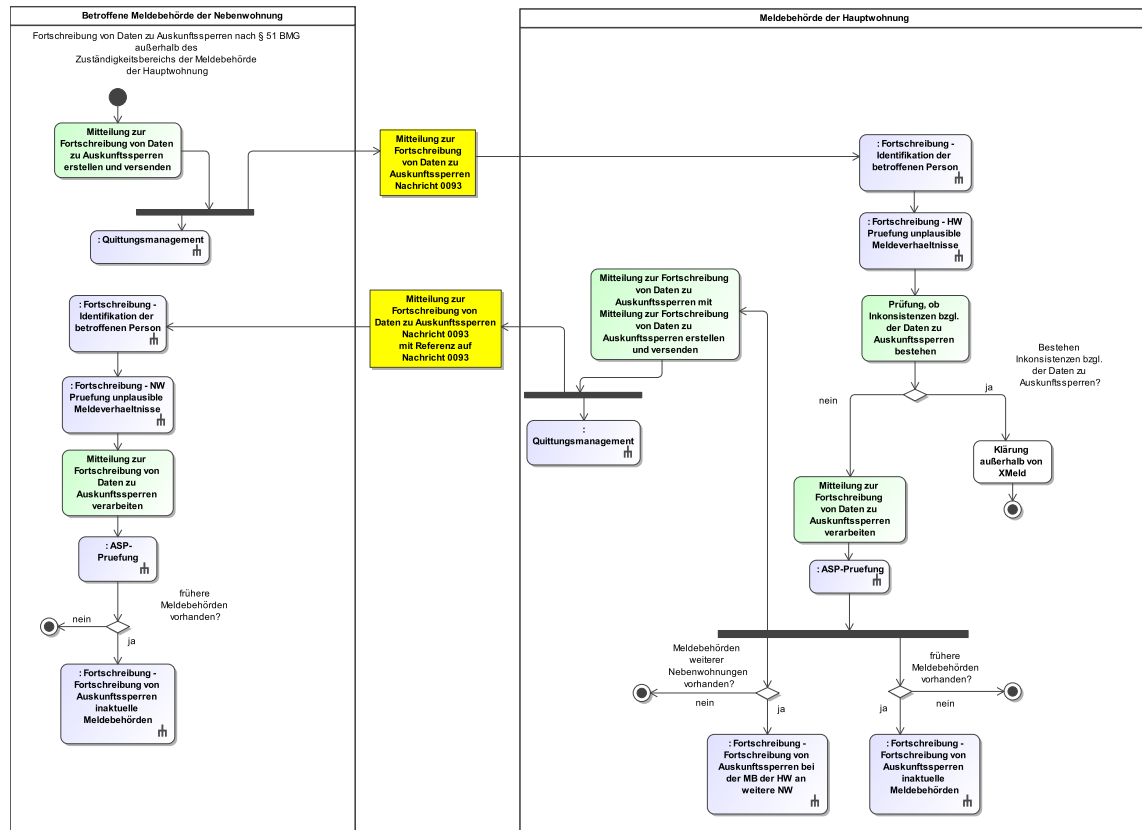 Betroffene Meldebehörde der Nebenwohnung
Fortschreibung von Daten zu Auskunftssperren nach § 51 BMG
außerhalb des
Zuständigkeitsbereichs der Meldebehörde
der Hauptwohnung
Mitteilung zur
Fortschreibung von Daten
zu Auskunftssperren
erstellen und versenden
: Quittungsmanagement
: Fortschreibung -
Identifikation der
betroffenen Person
: Fortschreibung - NW
Pruefung unplausible
Meldeverhaeltnisse
Mitteilung zur
Fortschreibung von
Daten zu
Auskunftssperren
verarbeiten
: ASP-
Pruefung
frühere
Meldebehörden
vorhanden?
nein
ja
: Fortschreibung -
Fortschreibung von
Auskunftssperren
inaktuelle
Meldebehörden
Mitteilung zur
Fortschreibung
von Daten zu
Auskunftssperren
Nachricht 0093
Mitteilung zur
Fortschreibung von
Daten zu Auskunftssperren
Nachricht 0093
mit Referenz auf
Nachricht 0093
Meldebehörde der Hauptwohnung
: Fortschreibung -
Identifikation der
betroffenen Person
: Fortschreibung - HW
Pruefung unplausible
Meldeverhaeltnisse
Mitteilung zur Fortschreibung
von Daten zu
Auskunftssperren mit
Mitteilung zur Fortschreibung
von Daten zu
Auskunftssperren erstellen
und versenden
:
Quittungsmanagement
Prüfung, ob
Inkonsistenzen bzgl.
der Daten zu
Auskunftssperren
bestehen
Bestehen
Inkonsistenzen bzgl.
der Daten zu
Auskunftssperren?
nein
ja
Klärung
außerhalb von
XMeld
Mitteilung zur
Fortschreibung
von Daten zu
Auskunftssperren
verarbeiten
: ASP-Pruefung
Meldebehörden
weiterer
Nebenwohnungen
vorhanden?
nein
ja
frühere
Meldebehörden
vorhanden?
ja
nein
: Fortschreibung -
Fortschreibung von
Auskunftssperren bei
der MB der HW an
weitere NW
: Fortschreibung -
Fortschreibung von
Auskunftssperren
inaktuelle
Meldebehörden